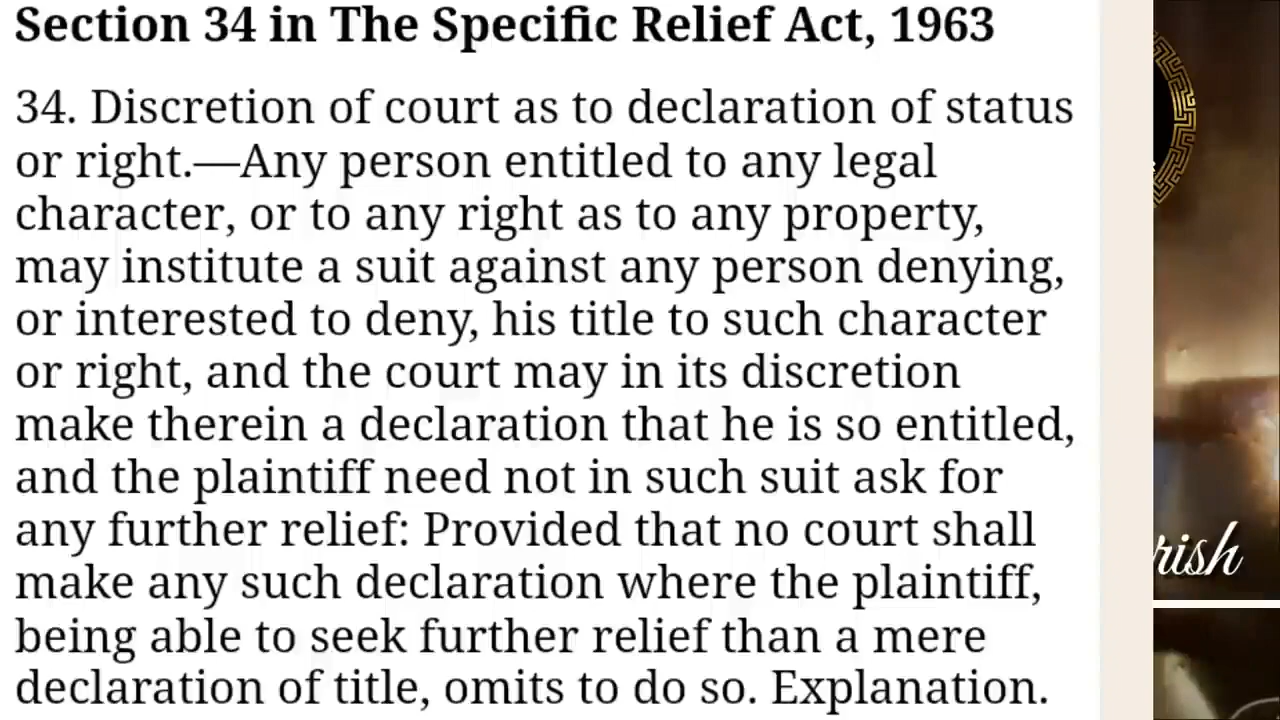 Section 34 in The Specific Relief Act, 1963
34. Discretion of court as to declaration of status
or right.—Any person entitled to any legal
character, or to any right as to any property,
may institute a suit against any person denying,
or interested to deny, his title to such character
or right, and the court may in its discretion
make therein a declaration that he is so entitled,
and the plaintiff need not in such suit ask for
any further relief: Provided that no court shall
make any such declaration where the plaintiff,
being able to seek further relief than a mere
declaration of title, omits to do so. Explanation.